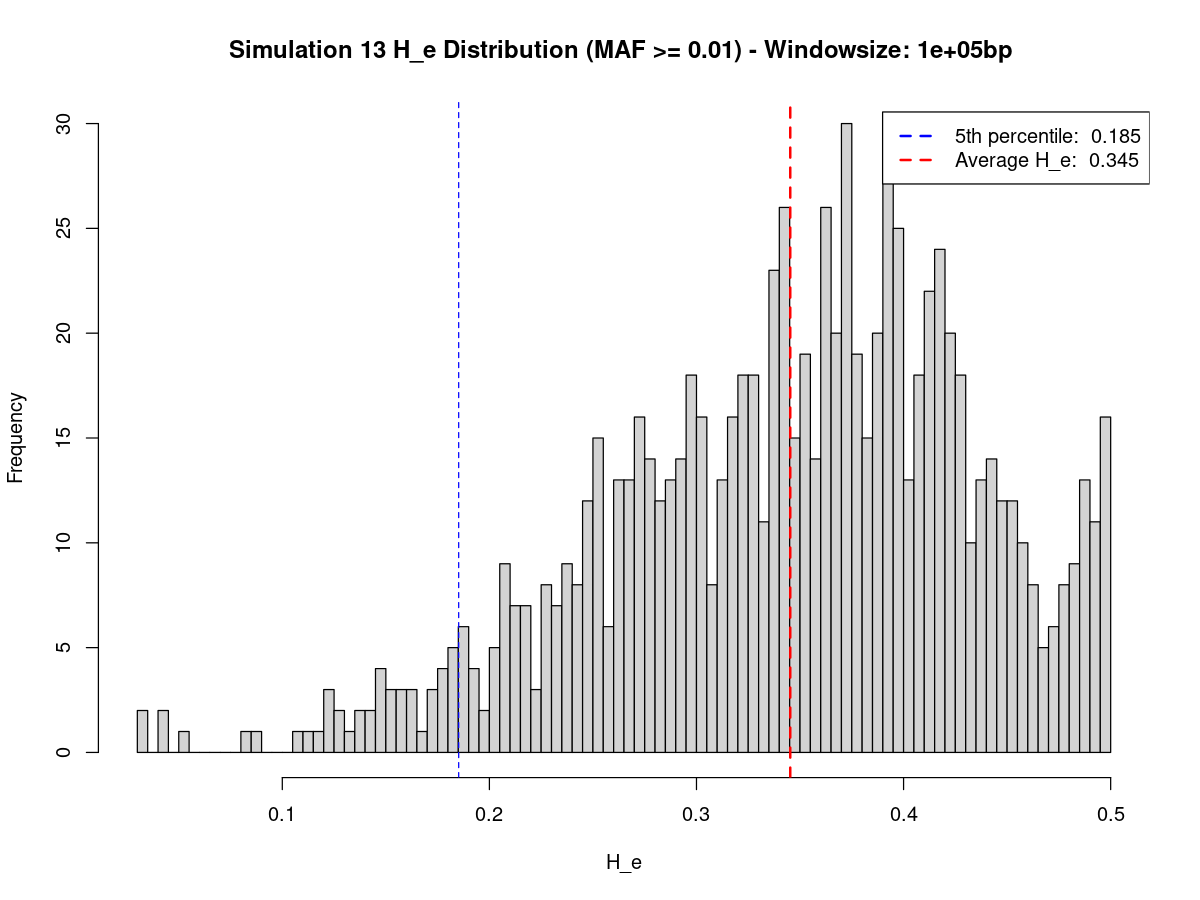 Simulation 13 H_e Distribution (MAF >= 0.01) - Windowsize: 1e+05bp
5th percentile:  0.185
Average H_e:  0.345
Frequency
30
25
20
15
10
5
0
0.1 0.2 0.3 0.4 0.5
H_e